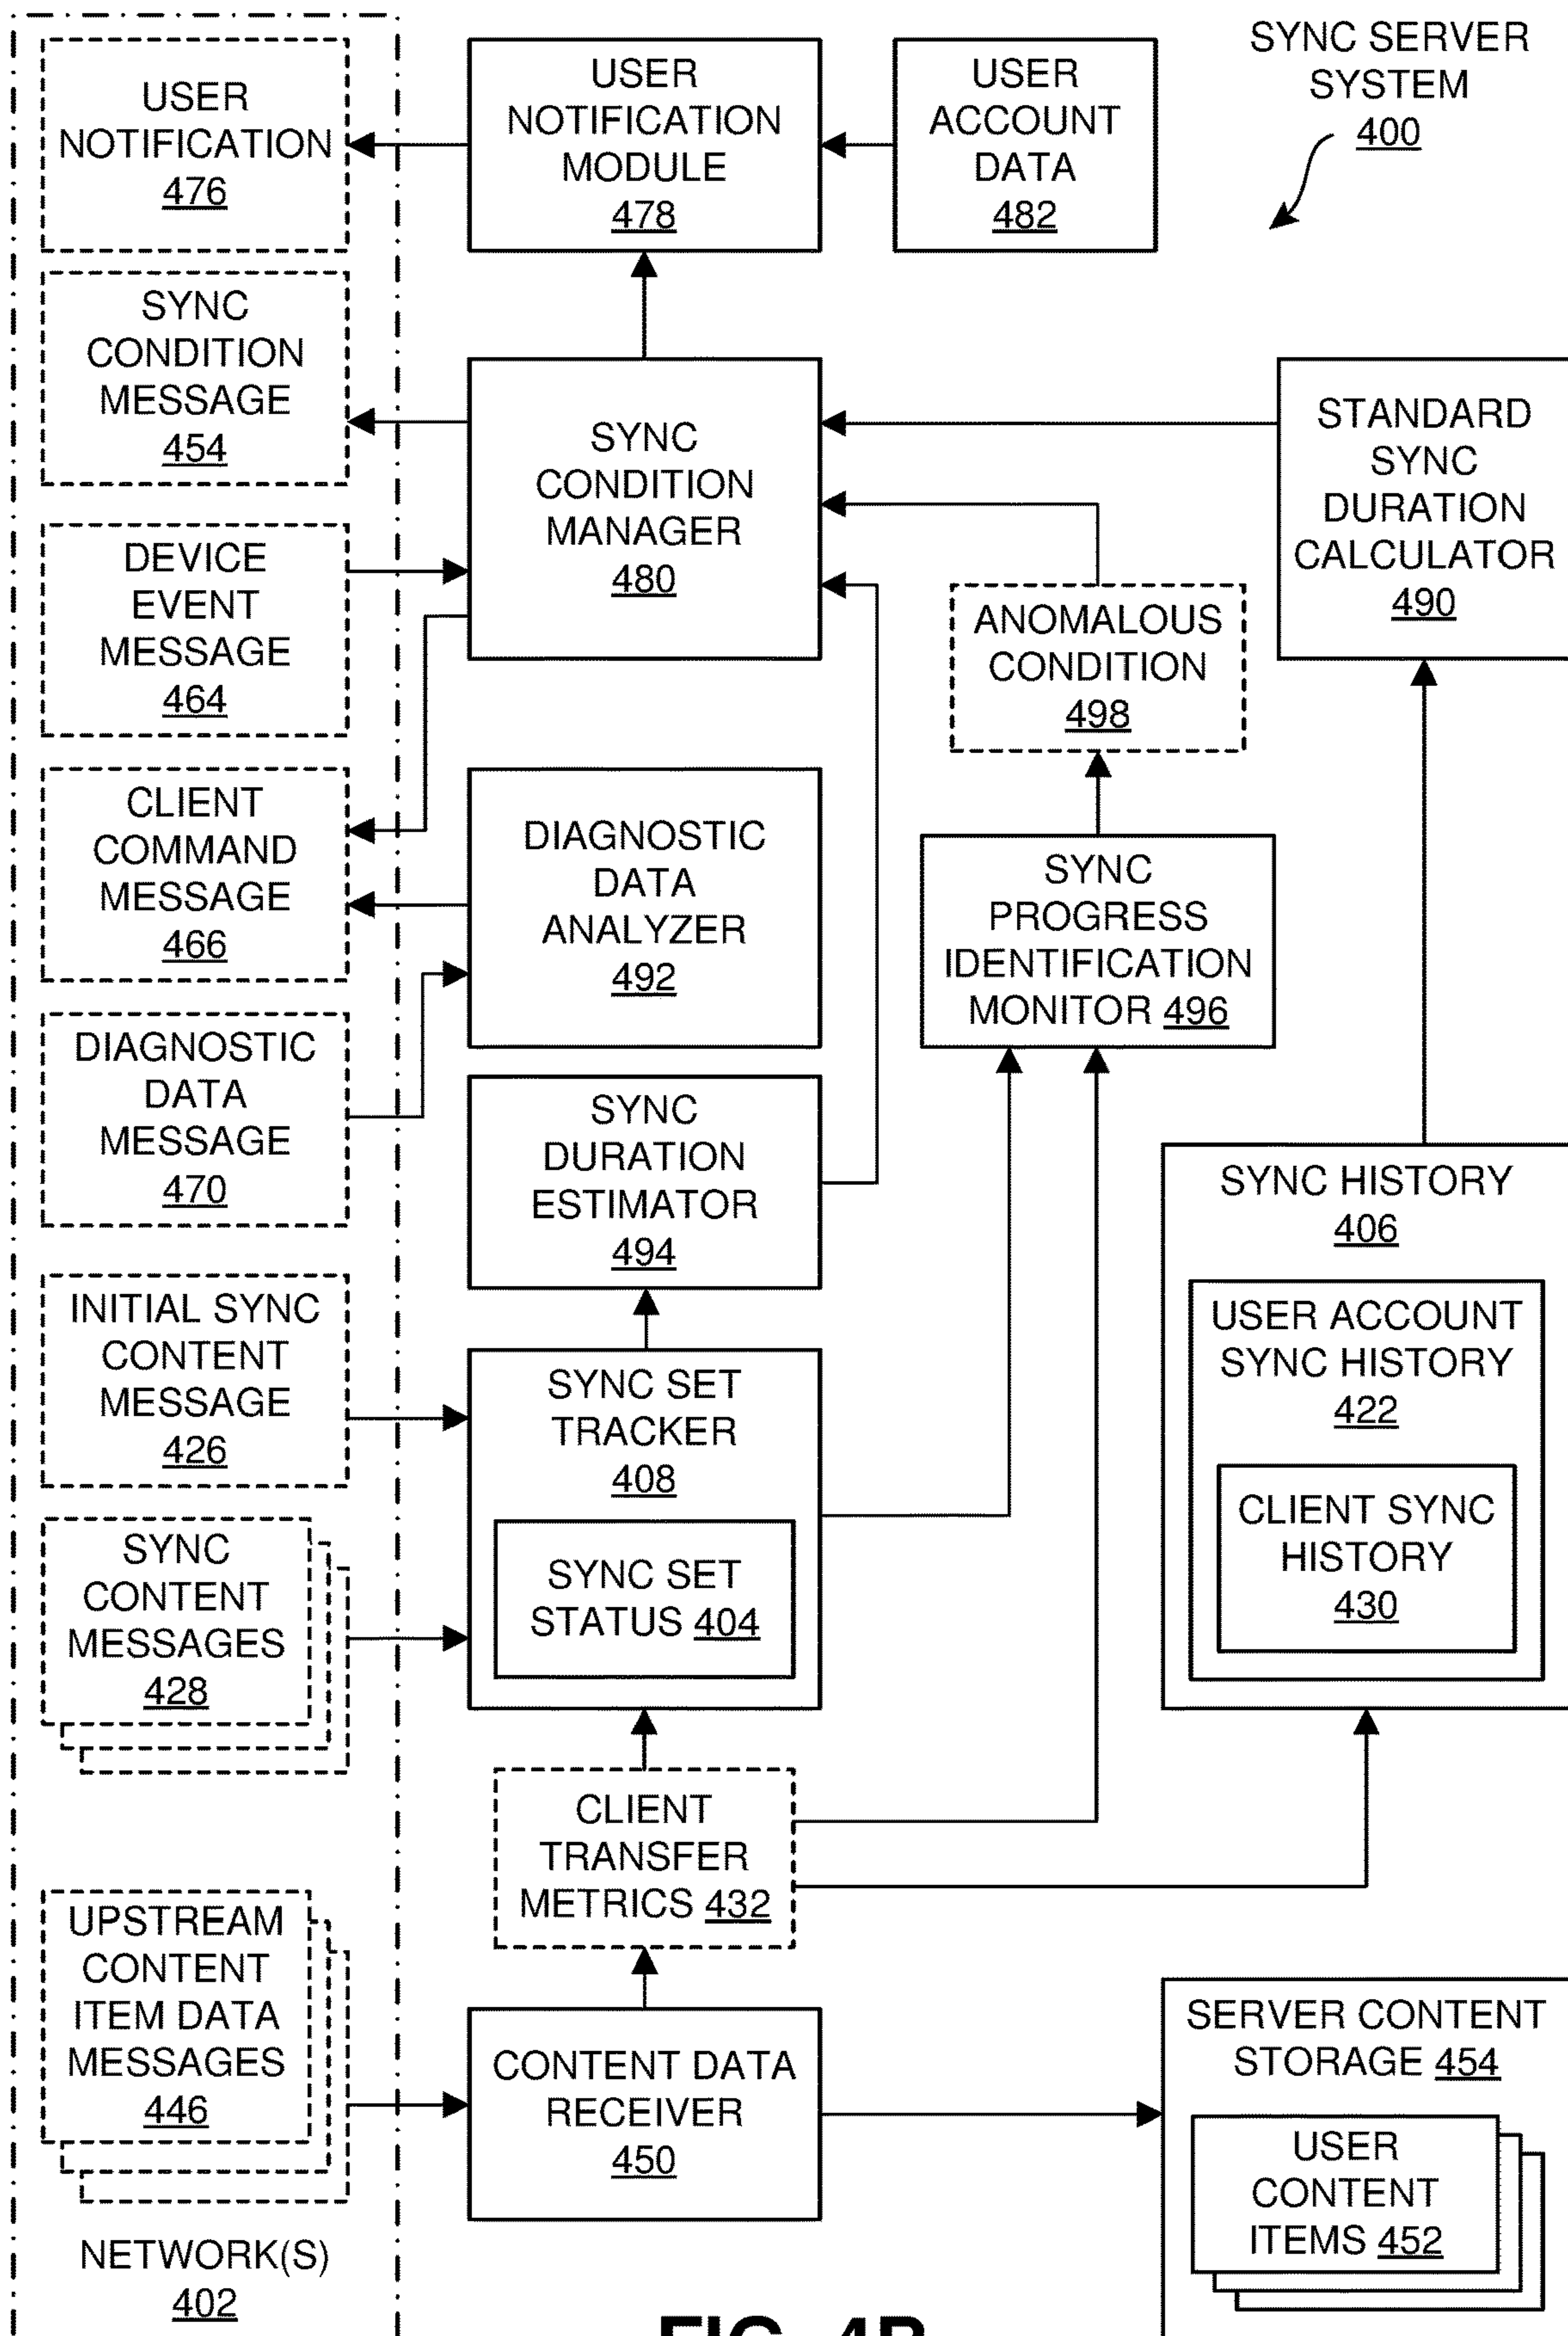 SYNC SERVER
SYSTEM
400
USER
NOTIFICATION
476
USER
NOTIFICATION
MODULE
478
USER
ACCOUNT
DATA
482
SYNC
CONDITION
MESSAGE
454
SYNC
CONDITION
MANAGER
480
STANDARD
SYNC
DURATION
CALCULATOR
490
DEVICE
EVENT
MESSAGE
464
ANOMALOUS
CONDITION
498
CLIENT
COMMAND
MESSAGE
466
DIAGNOSTIC
DATA
ANALYZER
492
SYNC
PROGRESS
IDENTIFICATION
MONITOR 496
DIAGNOSTIC
DATA
MESSAGE
470
SYNC
DURATION
ESTIMATOR
494
SYNC HISTORY
406
USER ACCOUNT
SYNC HISTORY
422
CLIENT SYNC
HISTORY
430
INITIAL SYNC
CONTENT
MESSAGE
426
SYNC SET
TRACKER
408
SYNC SET
STATUS 404
SYNC
CONTENT
MESSAGES
428
CLIENT
TRANSFER
METRICS 432
UPSTREAM
CONTENT
ITEM DATA
MESSAGES
446
CONTENT DATA
RECEIVER
450
SERVER CONTENT
STORAGE 454
USER
CONTENT
ITEMS 452
NETWORK(S)
402
FIG. 4B